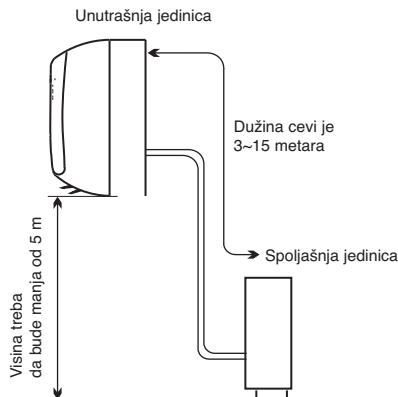 Unutrašnja jedinica
Dužina cevi je
3~15 metara
Spoljašnja jedinica
Visina treba
da bude manja od 5 m